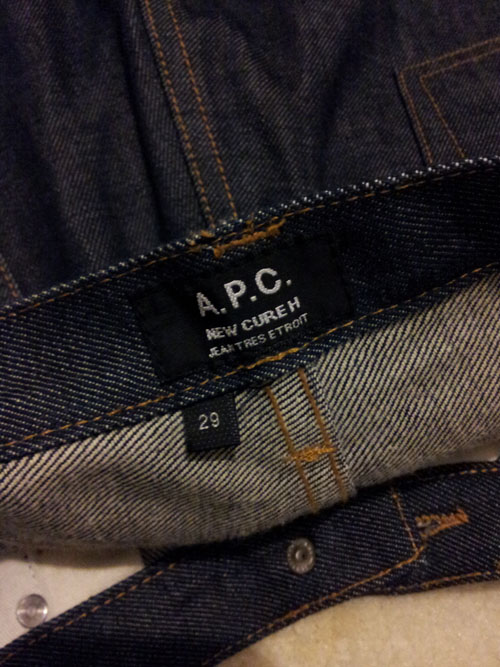 A.P.C.
NEW CURE H
JEAN TRES ETROIT
29